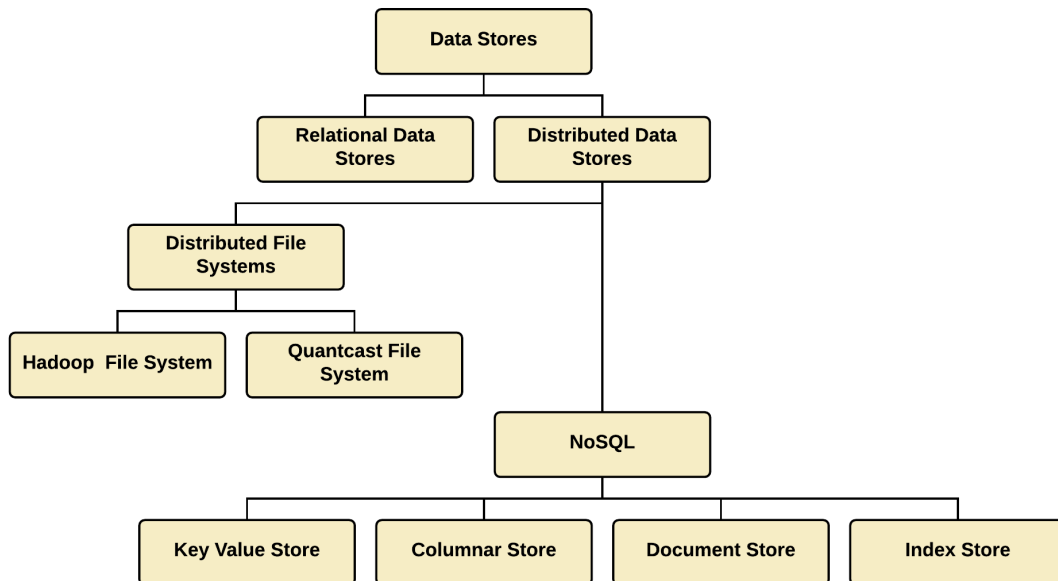 Data Stores
Relational Data
Stores
Distributed Data
Stores
Distributed File
Systems
Hadoop  File System
Quantcast File
System
NoSQL
Key Value Store
Columnar Store
Document Store
Index Store